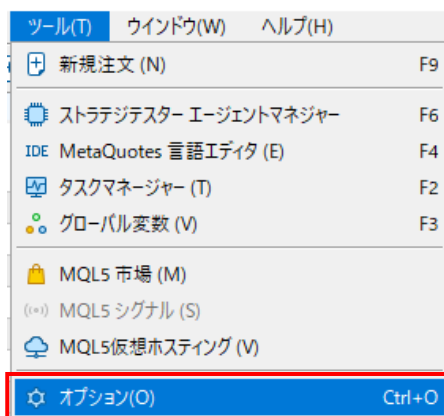 ツール(T) ウインドウ(W) ヘルプ(H)
新規注文 (N) F9
ストラテジテスター エージェントマネジャー F6
IDE MetaQuotes 言語エディタ (E) F4
タスクマネージャー (T) F2
グローバル変数 (V) F3
MQL5 市場 (M)
MQL5 シグナル (S)
MQL5仮想ホスティング (V)
オプション(O) Ctrl+O